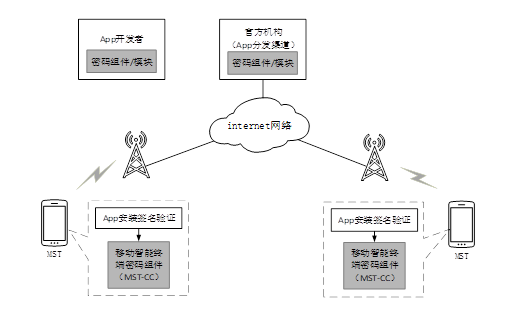 App开发者
密码组件/模块
官方机构
（App分发渠道）
密码组件/模块
internet网络
App安装签名验证
移动智能终
端密码组件
（MST-CC）
MST
App安装签名验证
移动智能终
端密码组件
（MST-CC）
MST